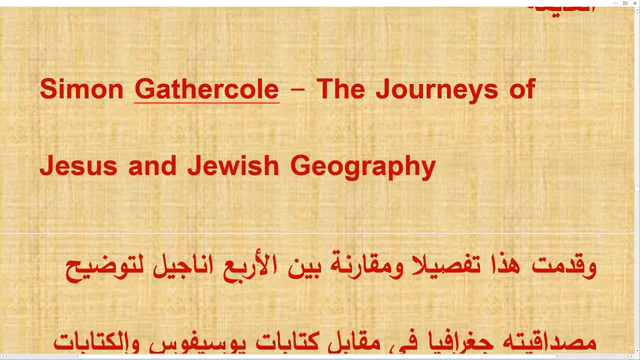 القديمة
Simon Gathercole – The Journeys of
Jesus and Jewish Geography
وقدمت هذا تفصيلا ومقارنة بين الأربع اناجيل لتوضيح
مصداقيته جغرافيا في مقابل كتابات يوسيفوس والكتابات